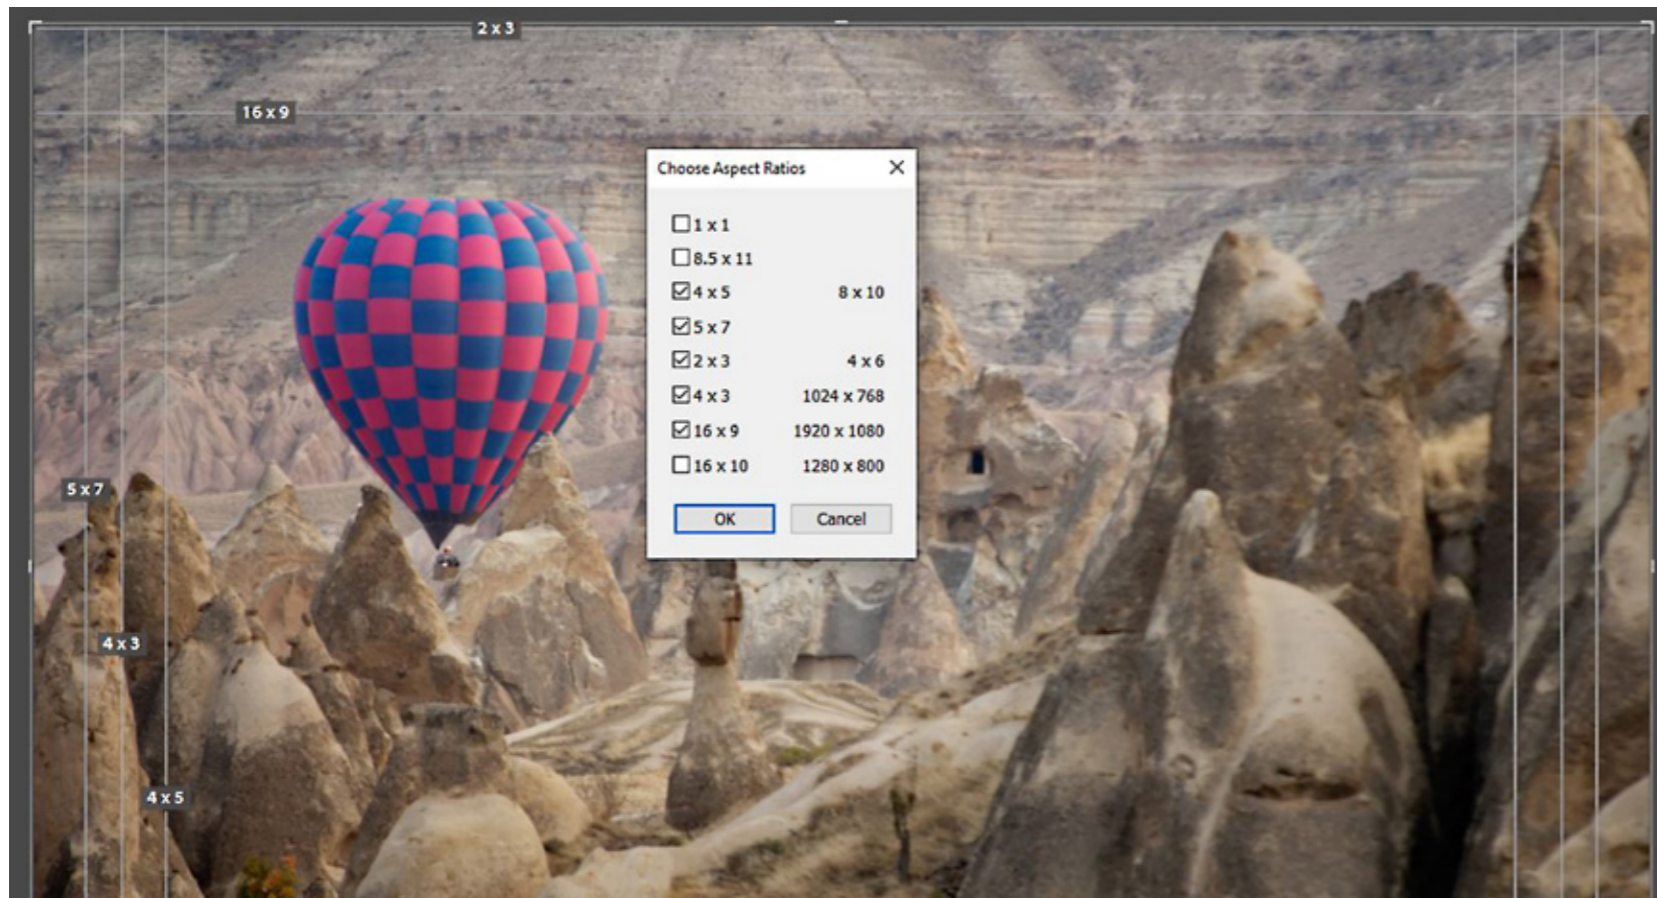 2 x 3
16 x 9
Choose Aspect Ratios
1 x 1
8.5 x 11
4 x 5 8 x 10
5 x 7
2 x 3 4 x 6
4 x 3 1024 x 768
16 x 9 1920 x 1080
16 x 10 1280 x 800
5 x 7
OK Cancel
4 x 3
4 x 5